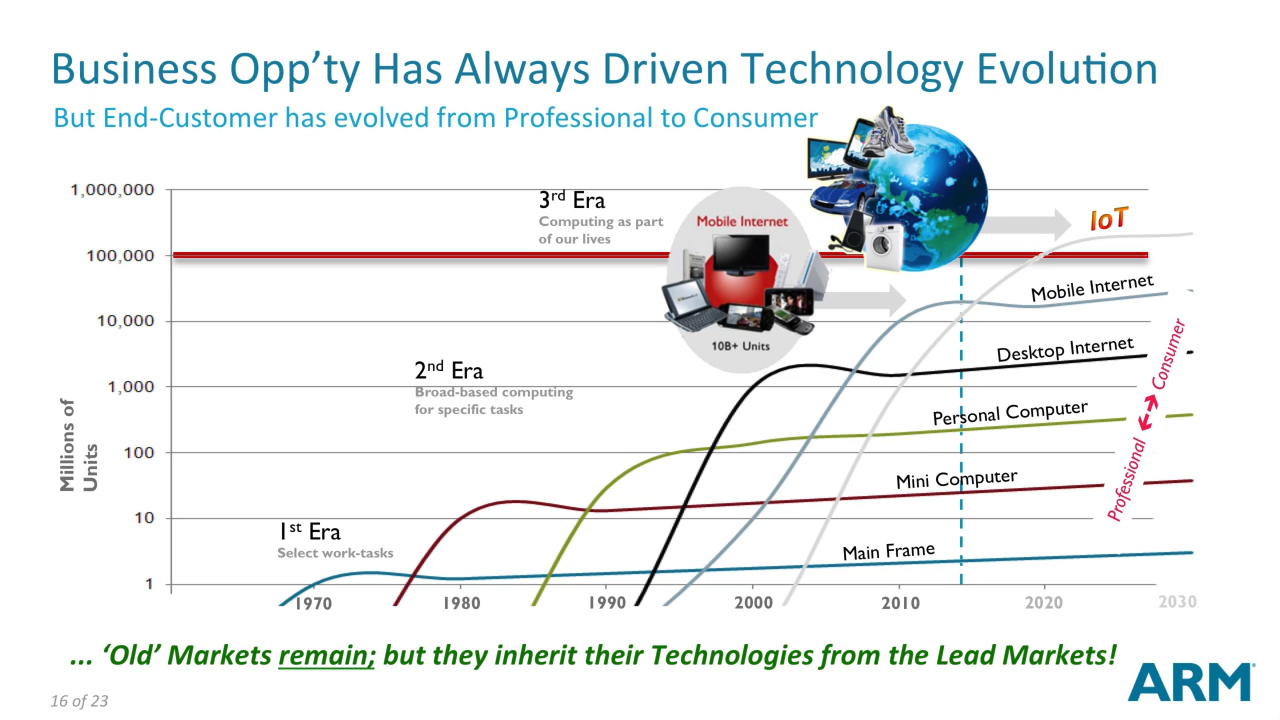 Business Opp’ty Has Always Driven Technology Evolution
But End-Customer has evolved from Professional to Consumer
1,000,000
100,000
10,000
1,000
100
10
1
Millions of
Units
3rd Era
Computing as part
of our lives
Mobile Internet
10B+ Units
IoT
2nd Era
Broad-based computing
for specific tasks
1st Era
Select work-tasks
Mobile Internet
Desktop Internet
Personal Computer
Mini Computer
Main Frame
Professional
Consumer
1970
1980
1990
2000
2010
2020
2030
... ‘Old’ Markets remain; but they inherit their Technologies from the Lead Markets!
16 of 23
ARM